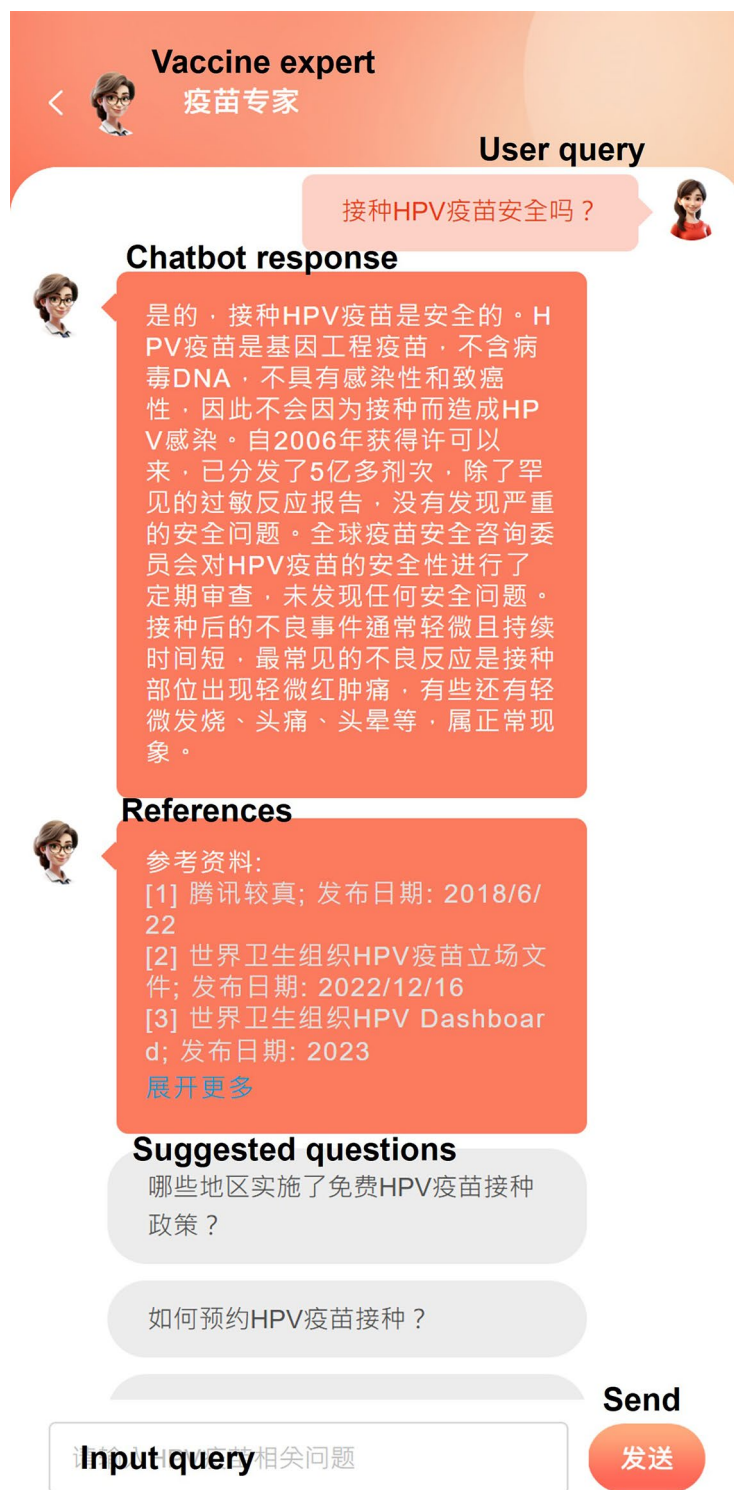 Vaccine expert
疫苗专家
User query
接种HPV疫苗安全吗？
Chatbot response
是的，接种HPV疫苗是安全的。H
PV疫苗是基因工程疫苗，不含病
毒DNA，不具有感染性和致癌
性，因此不会因为接种而造成HP
V感染。自2006年获得许可以
来，已分发了5亿多剂次，除了罕
见的过敏反应报告，没有发现严重
的安全问题。全球疫苗安全咨询委
员会对HPV疫苗的安全性进行了
定期审查，未发现任何安全问题。
接种后的不良事件通常轻微且持续
时间短，最常见的不良反应是接种
部位出现轻微红肿痛，有些还有轻
微发烧、头痛、头晕等，属正常现
象。
References
参考资料:
[1] 腾讯较真; 发布日期: 2018/6/
22
[2] 世界卫生组织HPV疫苗立场文
件; 发布日期: 2022/12/16
[3] 世界卫生组织HPV Dashboar
d; 发布日期: 2023
展开更多
Suggested questions
哪些地区实施了免费HPV疫苗接种
政策？
如何预约HPV疫苗接种？
Send
Input query
相关问题
发送